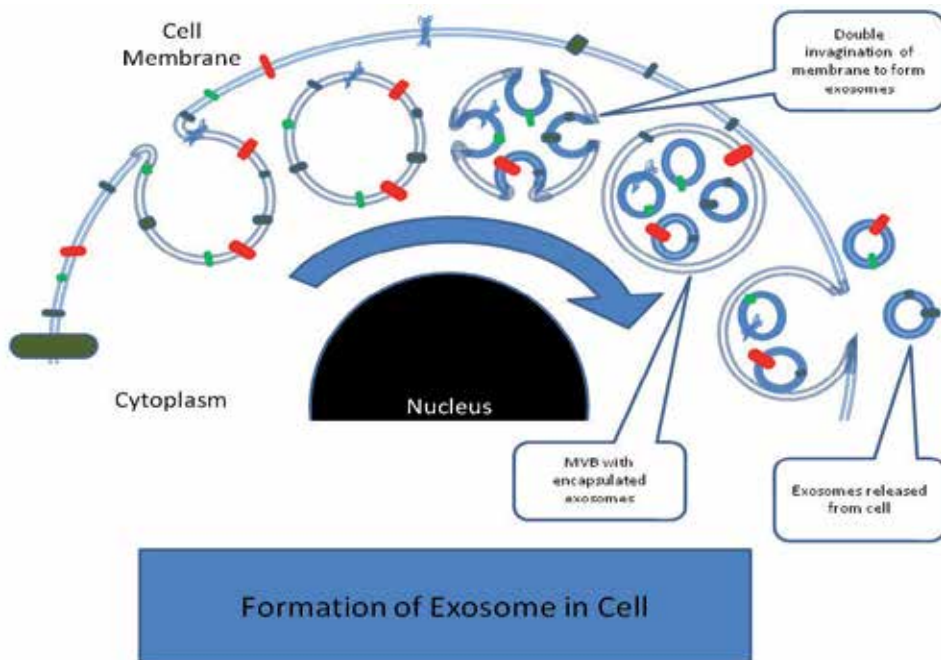 Cell
Membrane
Double
invagination of
membrane to form
exosomes
Cytoplasm
Nucleus
MVB with
encapsulated
exosomes
Exosomes released
from cell
Formation of Exosome in Cell